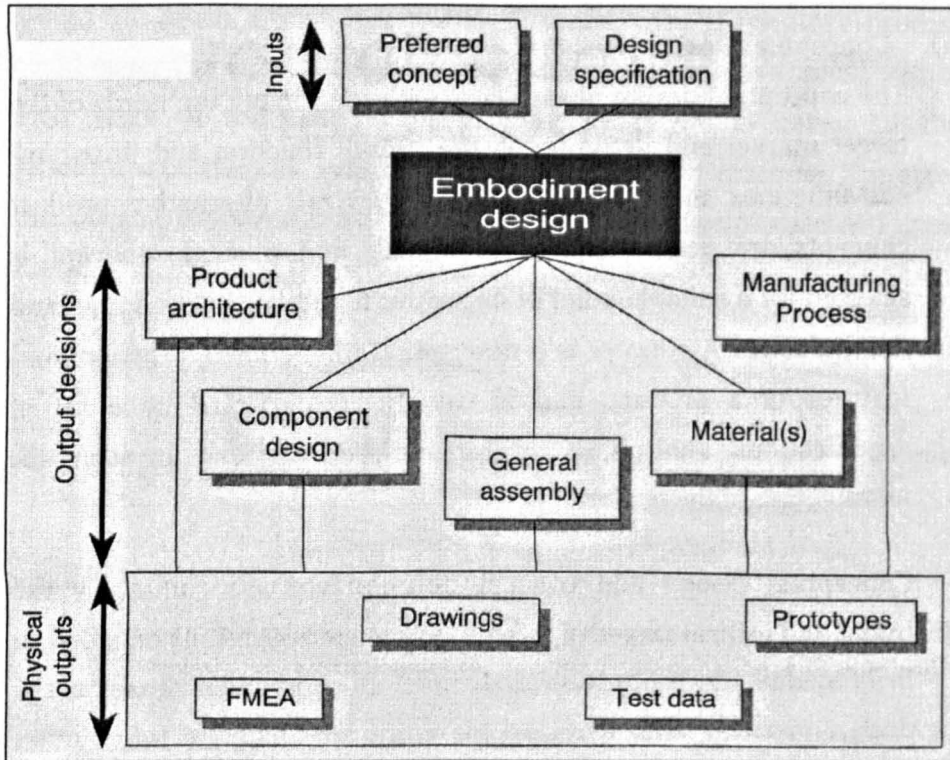 Inputs
Preferred
concept
Design
specification
Embodiment
design
Output decisions
Product
architecture
Manufacturing
Process
Component
design
General
assembly
Material(s)
Physical
outputs
Drawings
Prototypes
FMEA
Test data